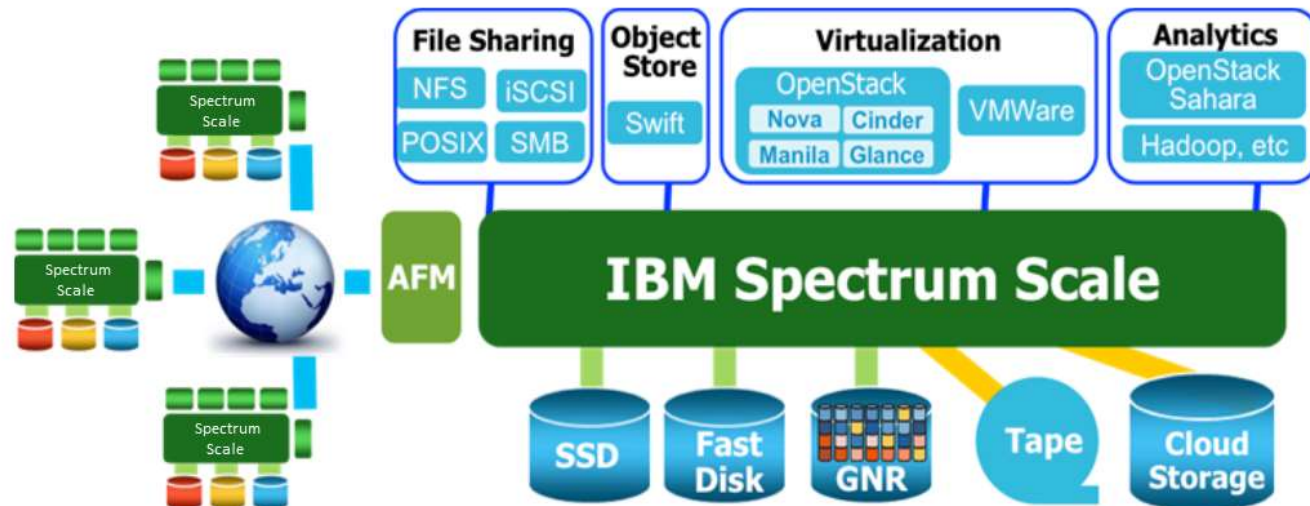 File Sharing
NFS
iSCSI
POSIX
SMB
Object
Store
Swift
Virtualization
OpenStack
Nova
Cinder
Manila
Glance
VMWare
Analytics
OpenStack
Sahara
Hadoop, etc
Spectrum
Scale
Spectrum
Scale
Spectrum
Scale
AFM
IBM Spectrum Scale
SSD
Fast
Disk
GNR
Tape
Cloud
Storage